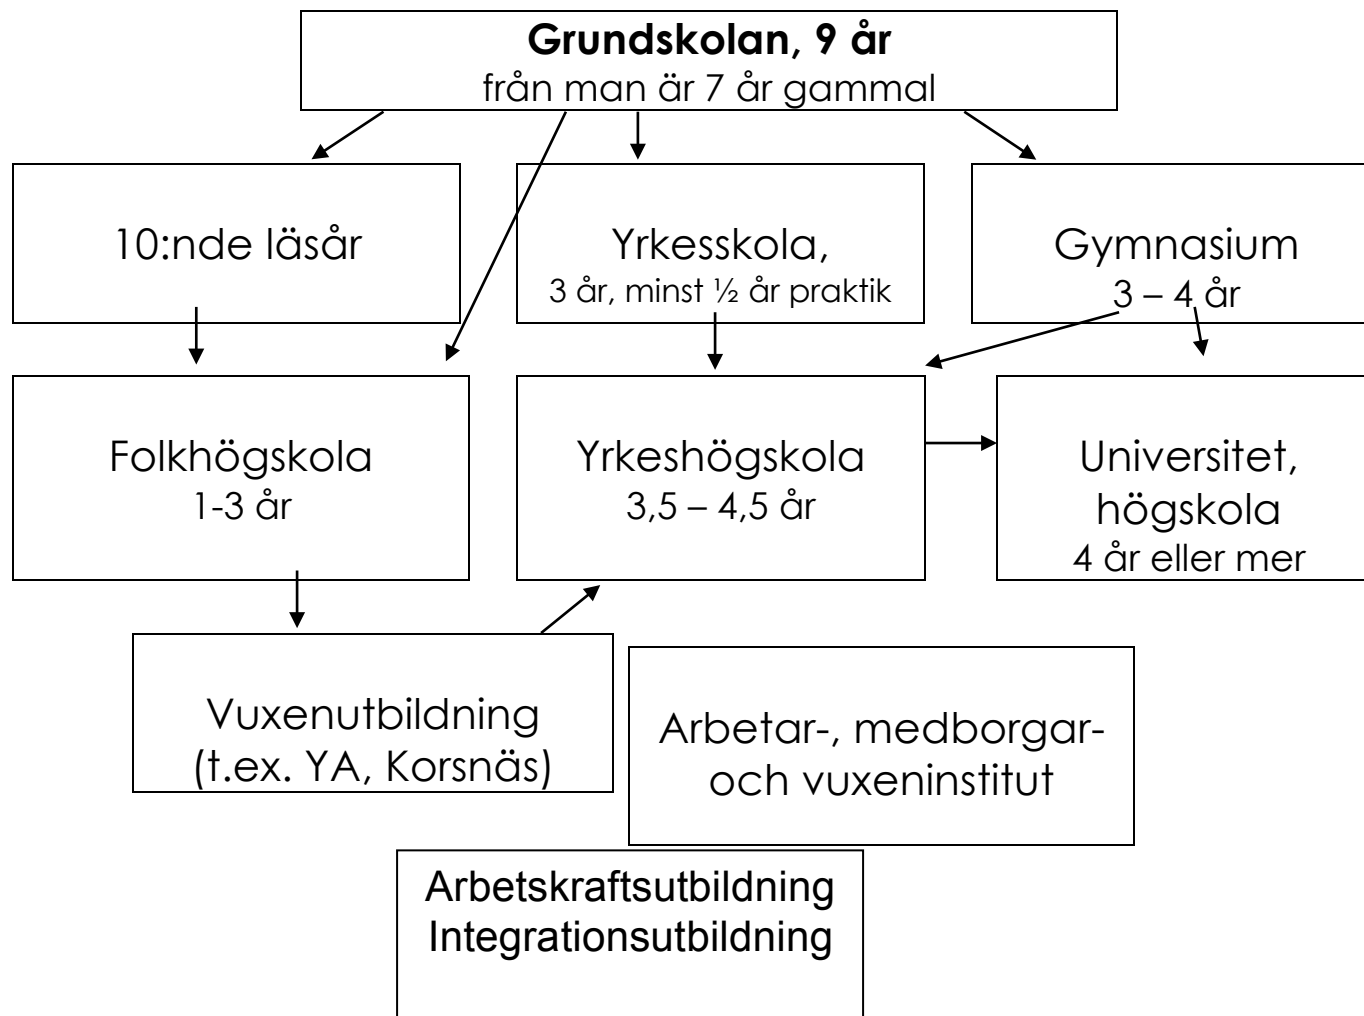 Grundskolan, 9 år
från man är 7 år gammal
10:nde läsår
Yrkesskola,
3 år, minst ½ år praktik
Gymnasium
3 – 4 år
Folkhögskola
1-3 år
Yrkeshögskola
3,5 – 4,5 år
Universitet,
högskola
4 år eller mer
Vuxenutbildning
(t.ex. YA, Korsnäs)
Arbetar-, medborgar-
och vuxeninstitut
Arbetskraftsutbildning
Integrationsutbildning